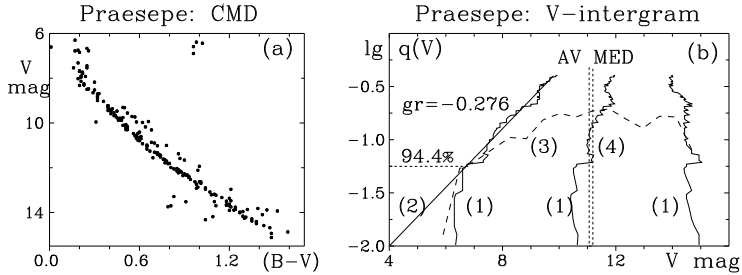 Praesepe: CMD
6
V
mag
10
15
(a)
0.0
0.6
1.2
(B-V)
Praesepe: V-intergram
lg
q(V)
AV
MED
(b)
-0.5
gr=-0.276
-1.0
94.4%
(3)
(4)
-1.5
(2)
(1)
(1)
(1)
-2.0
4
8
12
V mag